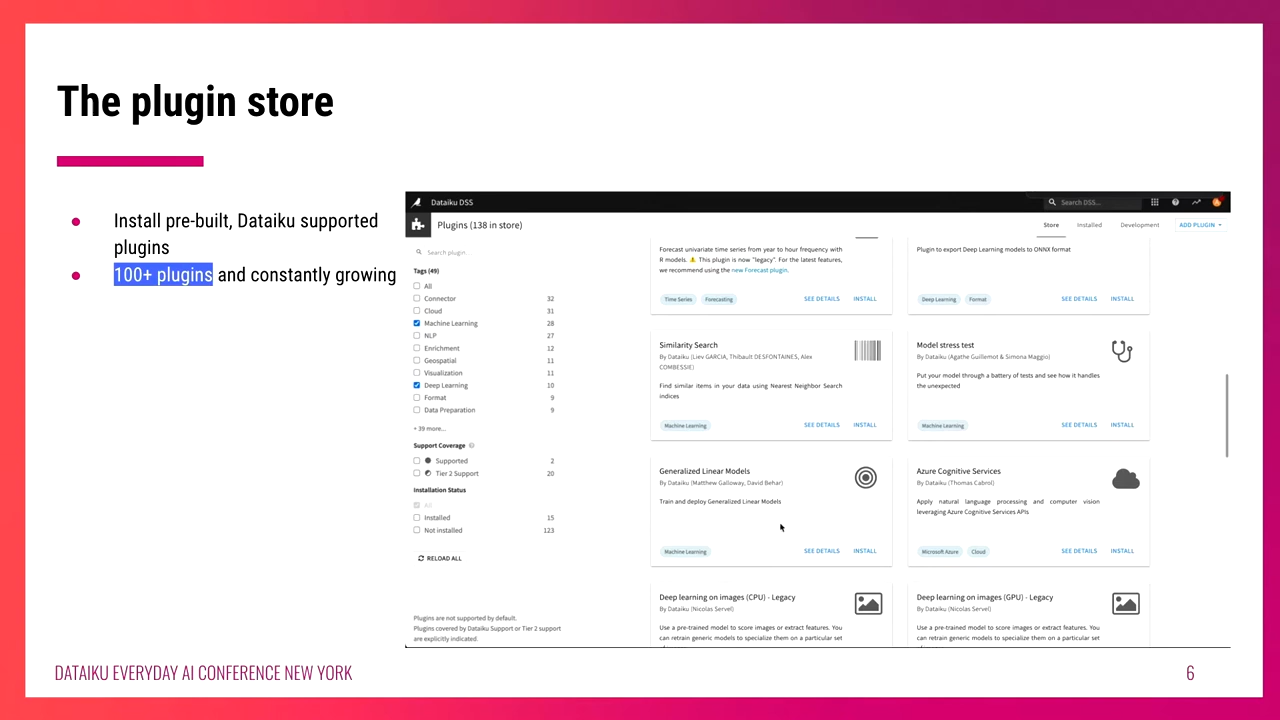 The plugin store
Install pre-built, Dataiku supported
plugins
100+ plugins and constantly growing
Dataiku DSS
Search DSS...
Plugins (138 in store)
Store
Installed
Development
ADD PLUGIN
Search plugin
Tags (49)
All
Connector 32
Cloud 31
Machine Learning 28
NLP 27
Enrichment 12
Geospatial 11
Visualization 11
Deep Learning 10
Format 9
Data Preparation 9
+ 39 more...
Support Coverage
Supported 2
Tier 2 Support 20
Installation Status
All
Installed 15
Not installed 123
RELOAD ALL
Plugins are not supported by default.
Plugins covered by Dataiku Support or Tier 2 support
are explicitly indicated.
Forecast univariate time series from year to hour frequency with
R models. ⚠ This plugin is now "legacy". For the latest features,
we recommend using the new Forecast plugin.
Time Series Forecasting SEE DETAILS INSTALL
Plugin to export Deep Learning models to ONNX format
Deep Learning Format SEE DETAILS INSTALL
Similarity Search
By Dataiku (Liev GARCIA, Thibault DESFONTAINES, Alex
COMBESSIE)
Find similar items in your data using Nearest Neighbor Search
indices
Machine Learning SEE DETAILS INSTALL
Model stress test
By Dataiku (Agathe Guillemot & Simona Maggio)
Put your model through a battery of tests and see how it handles
the unexpected
Machine Learning SEE DETAILS INSTALL
Generalized Linear Models
By Dataiku (Matthew Galloway, David Behar)
Train and deploy Generalized Linear Models
Machine Learning SEE DETAILS INSTALL
Azure Cognitive Services
By Dataiku (Thomas Cabrol)
Apply natural language processing and computer vision
leveraging Azure Cognitive Services APIs
Microsoft Azure Cloud SEE DETAILS INSTALL
Deep learning on images (CPU) - Legacy
By Dataiku (Nicolas Servel)
Use a pre-trained model to score images or extract features. You
can retrain generic models to specialize them on a particular set
Deep learning on images (GPU) - Legacy
By Dataiku (Nicolas Servel)
Use a pre-trained model to score images or extract features. You
can retrain generic models to specialize them on a particular set
DATAIKU EVERYDAY AI CONFERENCE NEW YORK
6